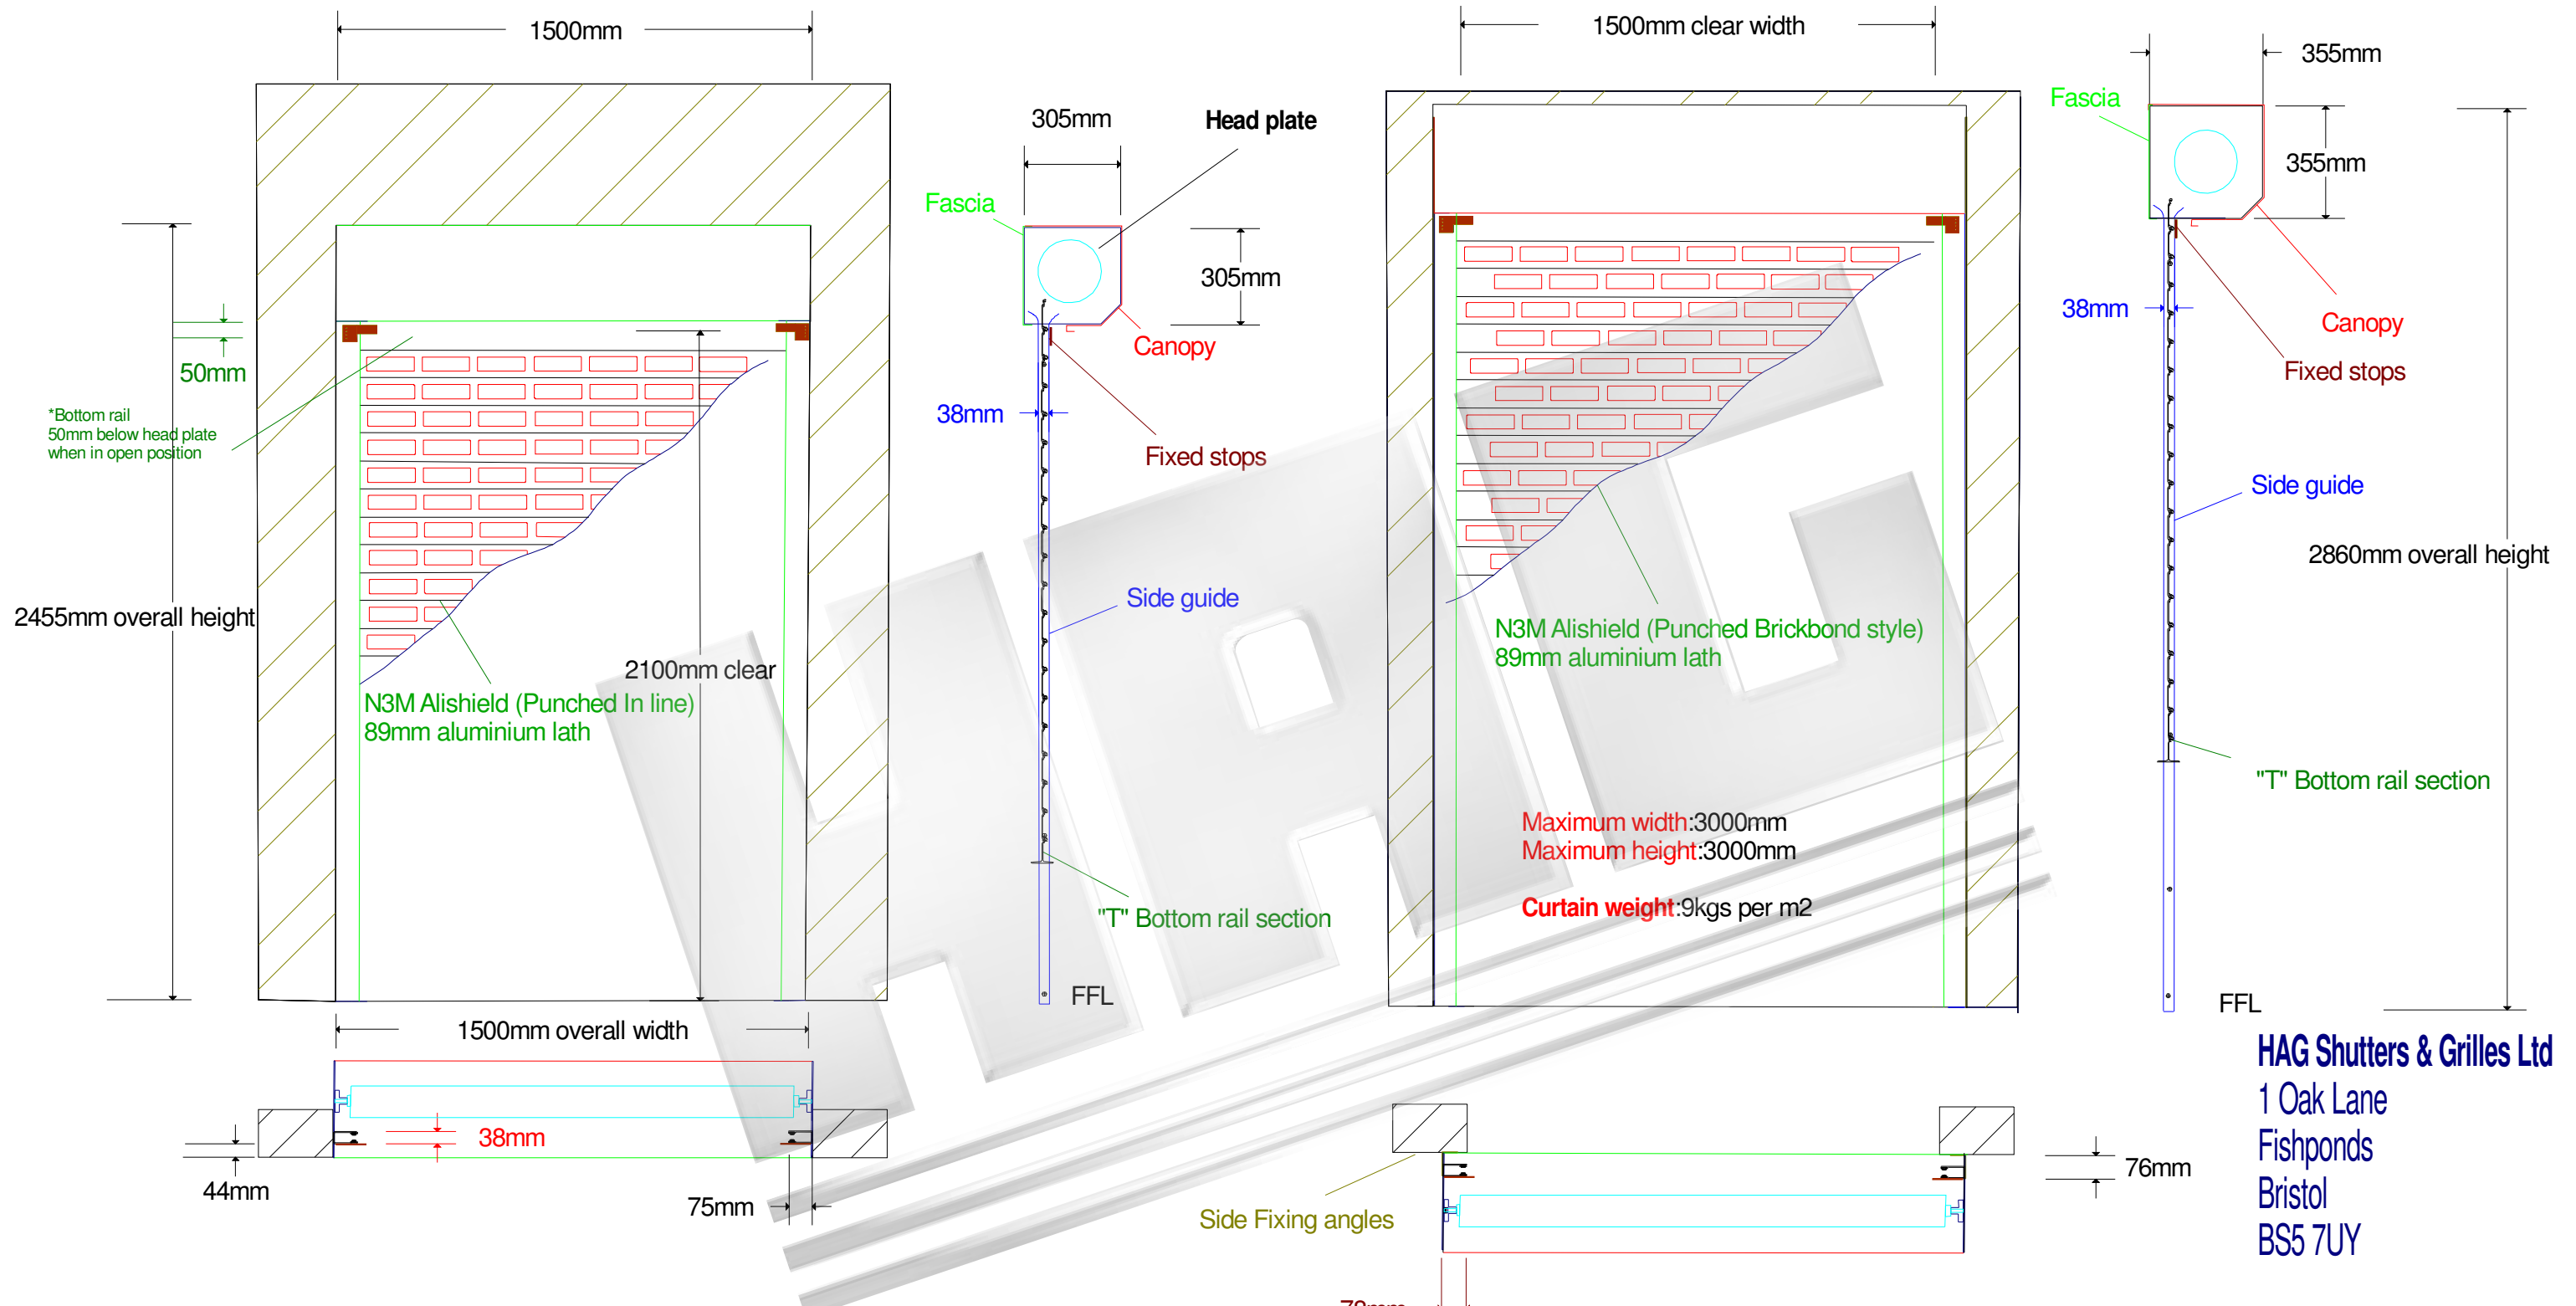 1500mm
1500mm clear width
355mm
Fascia
305mm
Head plate
355mm
Fascia
305mm
38mm
Canopy
Canopy
50mm
Fixed stops
*Bottom rail
50mm below head plate
when in open position
38mm
Fixed stops
Side guide
2860mm overall height
Side guide
2455mm overall height
N3M Alishield (Punched Brickbond style)
89mm aluminium lath
2100mm clear
N3M Alishield (Punched In line)
89mm aluminium lath
"T" Bottom rail section
Maximum width:3000mm
Maximum height:3000mm
Curtain weight:9kgs per m2
"T" Bottom rail section
FFL
FFL
1500mm overall width
HAG Shutters & Grilles Ltd
1 Oak Lane
Fishponds
Bristol
BS5 7UY
38mm
76mm
44mm
75mm
Side Fixing angles
HAG